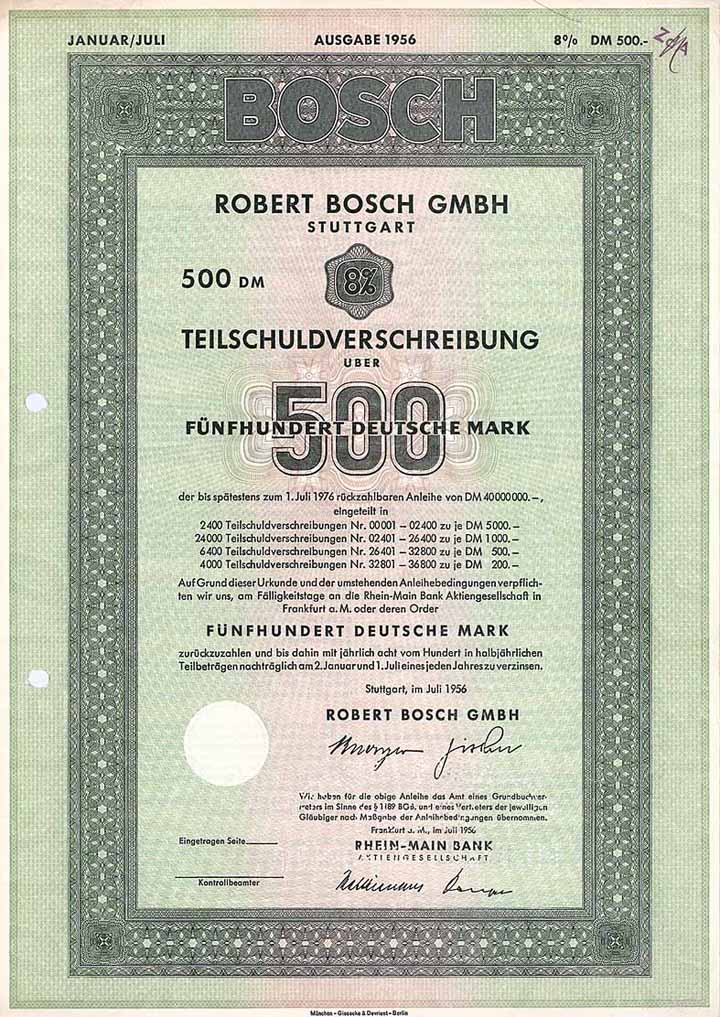 JANUAR/JULI AUSGABE 1956 8% DM 500.-
BOSCH
ROBERT BOSCH GMBH
STUTTGART
500 DM 8%
TEILSCHULDVERSCHREIBUNG
ÜBER
500
FÜNFHUNDERT DEUTSCHE MARK
der bis spätestens zum 1. Juli 1976 rückzahlbaren Anleihe von DM 40000000.–,
eingeteilt in
2400 Teilschuldverschreibungen Nr. 00001 – 02400 zu je DM 5000.–
24000 Teilschuldverschreibungen Nr. 02401 – 26400 zu je DM 1000.–
6400 Teilschuldverschreibungen Nr. 26401 – 32800 zu je DM 500.–
4000 Teilschuldverschreibungen Nr. 32801 – 36800 zu je DM 200.–
Auf Grund dieser Urkunde und der umstehenden Anleihebedingungen verpflich-
ten wir uns, am Fälligkeitstage an die Rhein-Main Bank Aktiengesellschaft in
Frankfurt a. M. oder deren Order
FÜNFHUNDERT DEUTSCHE MARK
zurückzuzahlen und bis dahin mit jährlich acht vom Hundert in halbjährlichen
Teilbeträgen nachträglich am 2. Januar und 1. Juli eines jeden Jahres zu verzinsen.
Stuttgart, im Juli 1956
ROBERT BOSCH GMBH
Wir haben für die obige Anleihe das Amt eines Grundbuchver-
treters im Sinne des § 1189 BGB. und eines Vertreters der jeweiligen
Gläubiger nach Maßgabe der Anleihebedingungen übernommen.
Frankfurt a. M., im Juli 1956
RHEIN-MAIN BANK
AKTIENGESELLSCHAFT
Eingetragen Seite
Kontrollbeamter
München - Giesecke & Devrient - Berlin